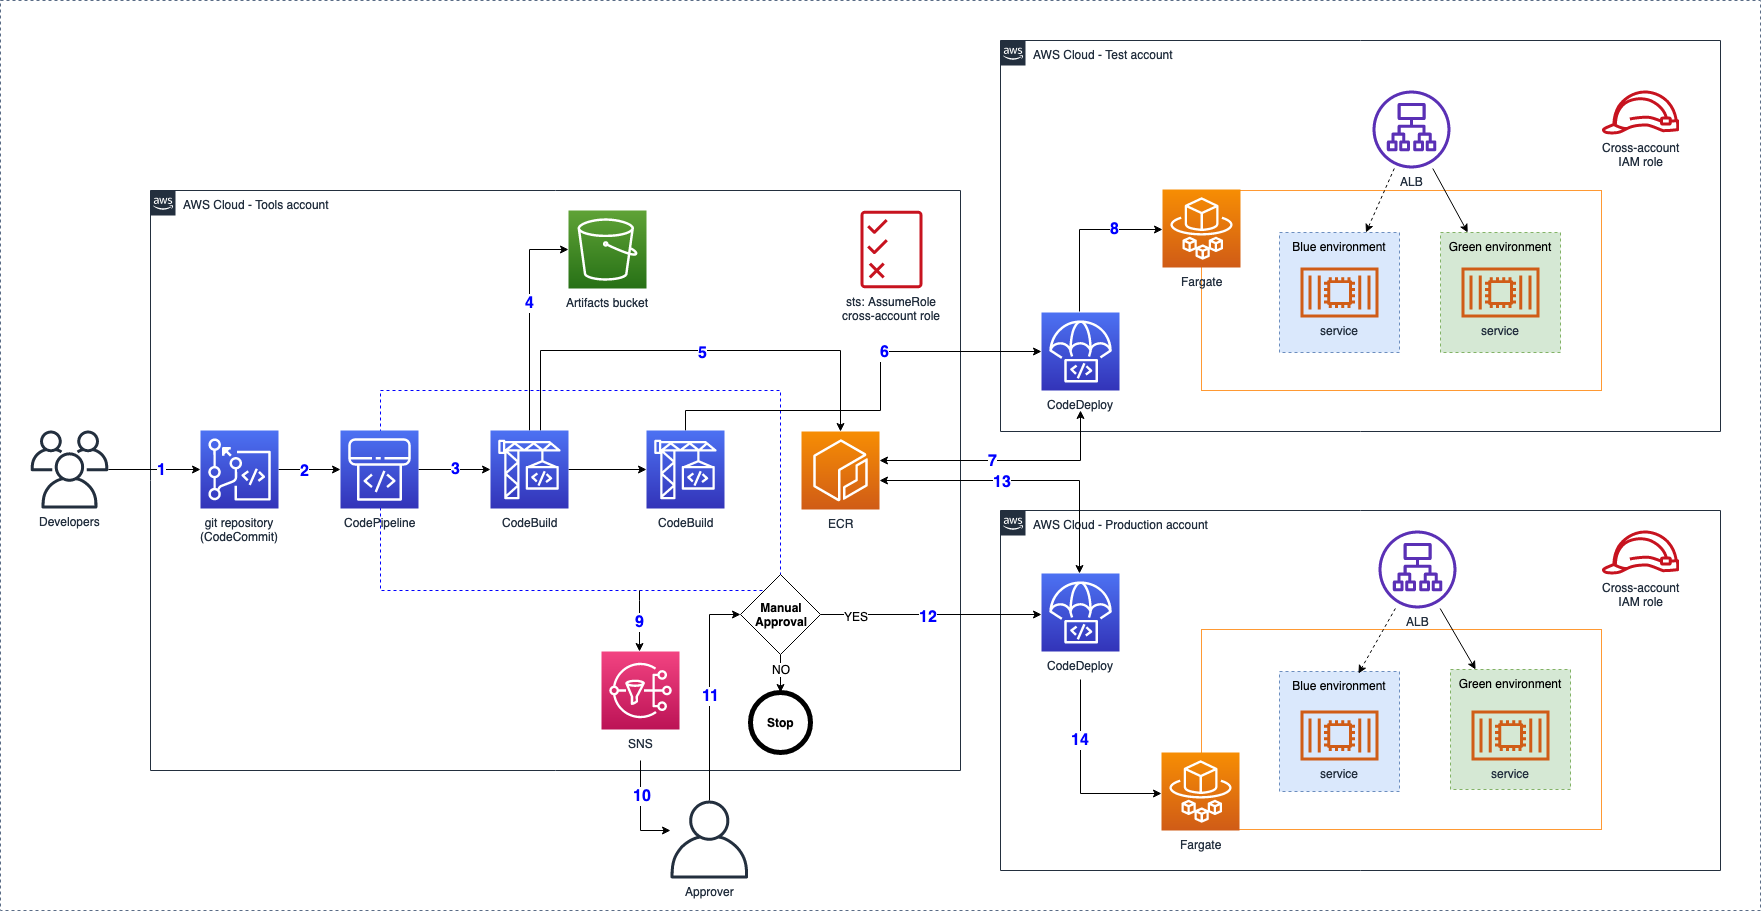 aws
AWS Cloud - Test account
ALB
Cross-account
IAM role
8
Fargate
Blue environment
service
Green environment
service
CodeDeploy
aws
AWS Cloud - Tools account
Artifacts bucket
sts: AssumeRole
cross-account role
4
5
6
Developers
1
git repository
(CodeCommit)
2
CodePipeline
3
CodeBuild
CodeBuild
ECR
7
13
9
SNS
Manual
Approval
YES
12
NO
Stop
10
11
Approver
aws
AWS Cloud - Production account
ALB
Cross-account
IAM role
CodeDeploy
14
Fargate
Blue environment
service
Green environment
service